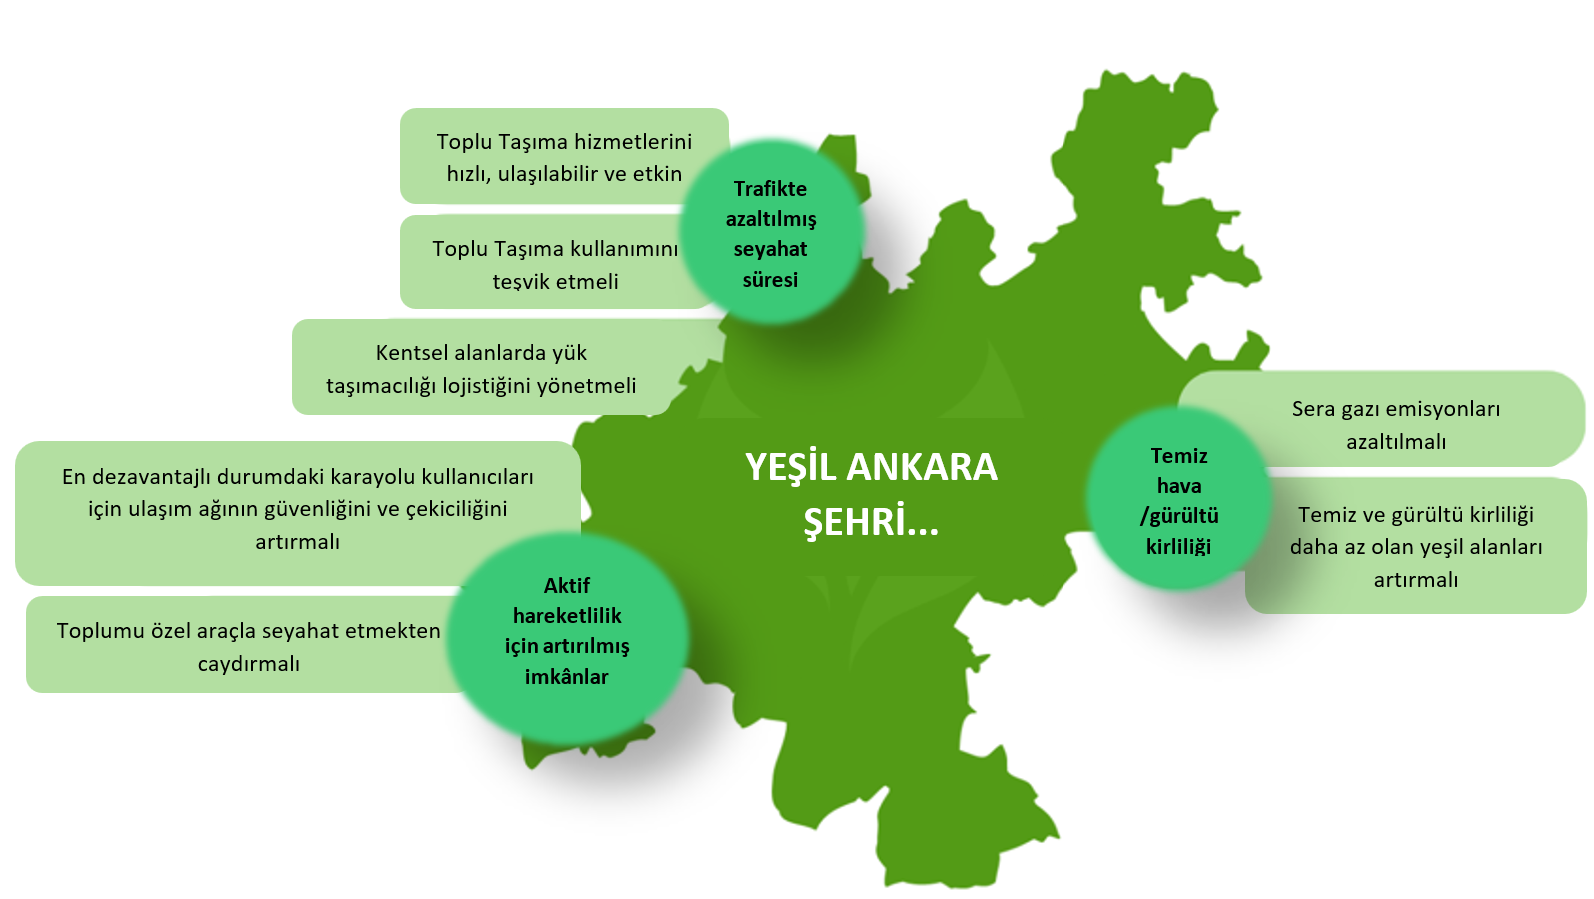 Toplu Taşıma hizmetlerini
hızlı, ulaşılabilir ve etkin
Toplu Taşıma kullanımını
teşvik etmeli
Kentsel alanlarda yük
taşımacılığı lojistiğini yönetmeli
Trafikte
azaltılmış
seyahat
süresi
En dezavantajlı durumdaki karayolu kullanıcıları
için ulaşım ağının güvenliğini ve çekiciliğini
artırmalı
Toplumu özel araçla seyahat etmekten
caydırmalı
Aktif
hareketlilik
için artırılmış
imkânlar
YEŞİL ANKARA
ŞEHRİ...
Temiz
hava
/gürültü
kirliliği
Sera gazı emisyonları
azaltılmalı
Temiz ve gürültü kirliliği
daha az olan yeşil alanları
artırmalı